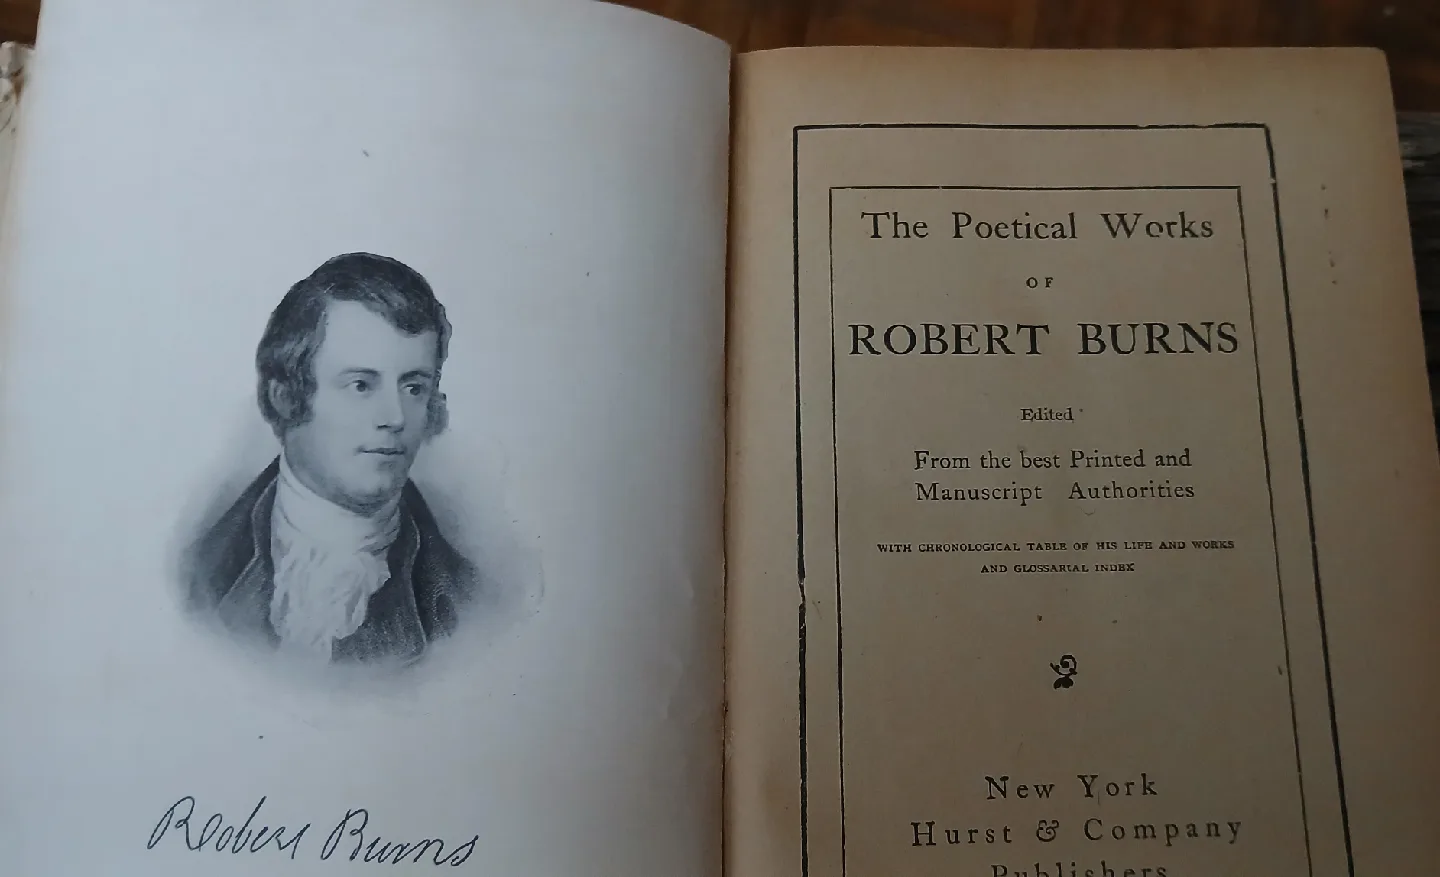 Robert Burns
The Poetical Works
OF
ROBERT BURNS
Edited
From the best Printed and
Manuscript Authorities
WITH CHRONOLOGICAL TABLE OF HIS LIFE AND WORKS
AND GLOSSARIAL INDEX
New York
Hurst & Company
Publishers